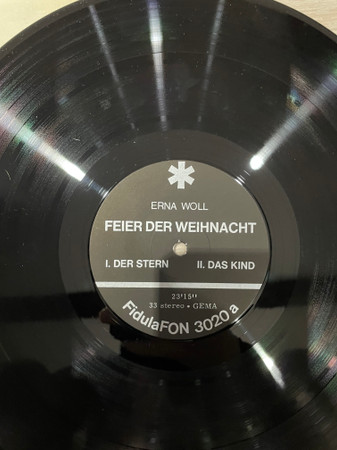 ERNA WOLL
FEIER DER WEIHNACHT
I. DER STERN II. DAS KIND
23'15"
33 stereo • GEMA
FidulaFON 3020 a